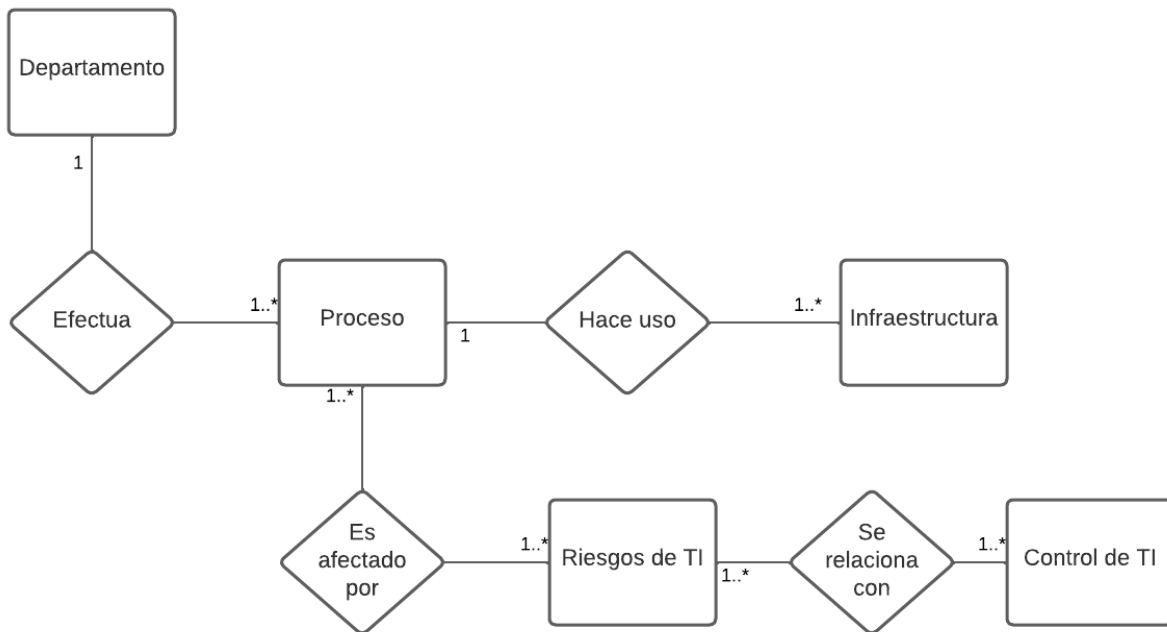 Departamento
1
Efectua
1..*
Proceso
1
Hace uso
1..*
Infraestructura
1..*
Es
afectado
por
1..*
Riesgos de TI
1..*
Se
relaciona
con
1..*
Control de TI